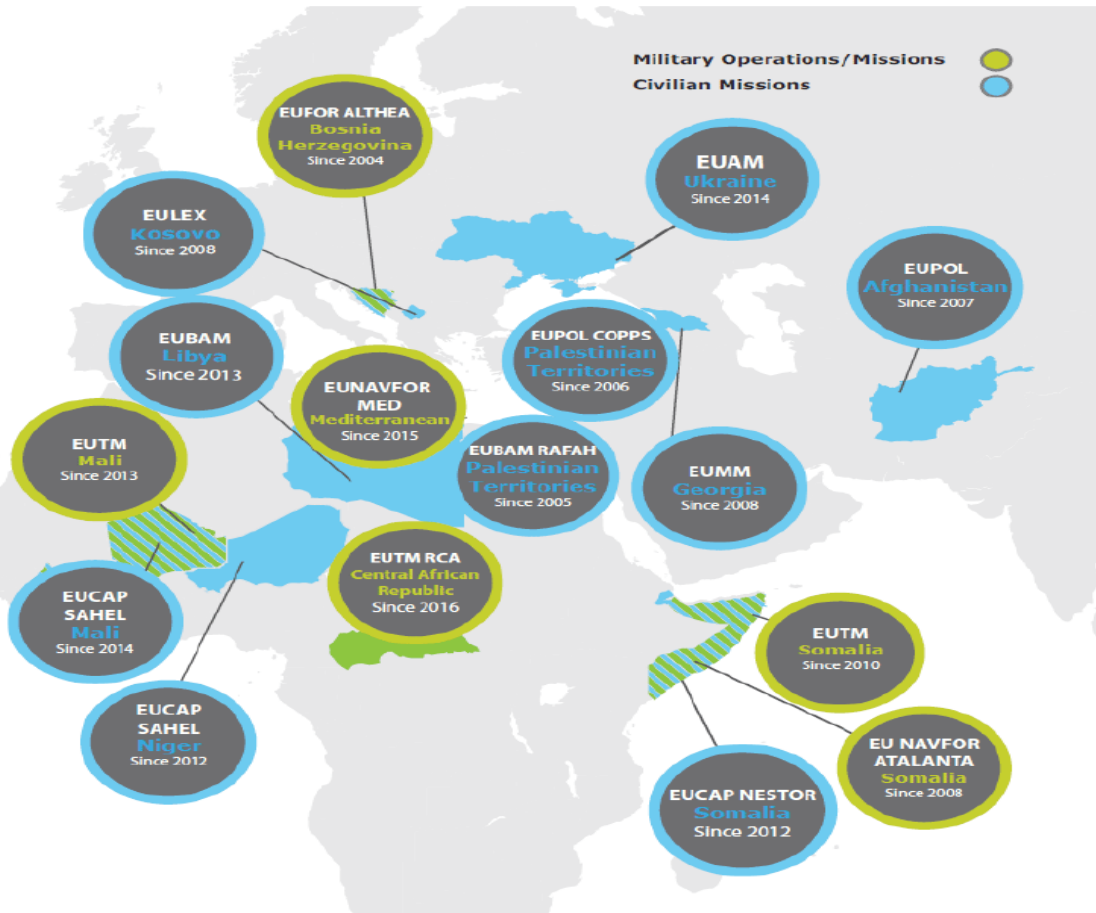 Military Operations/Missions
Civilian Missions
EUFOR ALTHEA
Bosnia
Herzegovina
Since 2004
EUAM
Ukraine
Since 2014
EULEX
Kosovo
Since 2008
EUPOL
Afghanistan
Since 2007
EUBAM
Libya
Since 2013
EUPOL COPPS
Palestinian
Territories
Since 2006
EUNAVFOR
MED
Mediterranean
Since 2015
EUTM
Mali
Since 2013
EUBAM RAFAH
Palestinian
Territories
Since 2005
EUMM
Georgia
Since 2008
EUTM RCA
Central African
Republic
Since 2016
EUCAP
SAHEL
Mali
Since 2014
EUTM
Somalia
Since 2010
EUCAP
SAHEL
Niger
Since 2012
EU NAVFOR
ATALANTA
Somalia
Since 2008
EUCAP NESTOR
Somalia
Since 2012